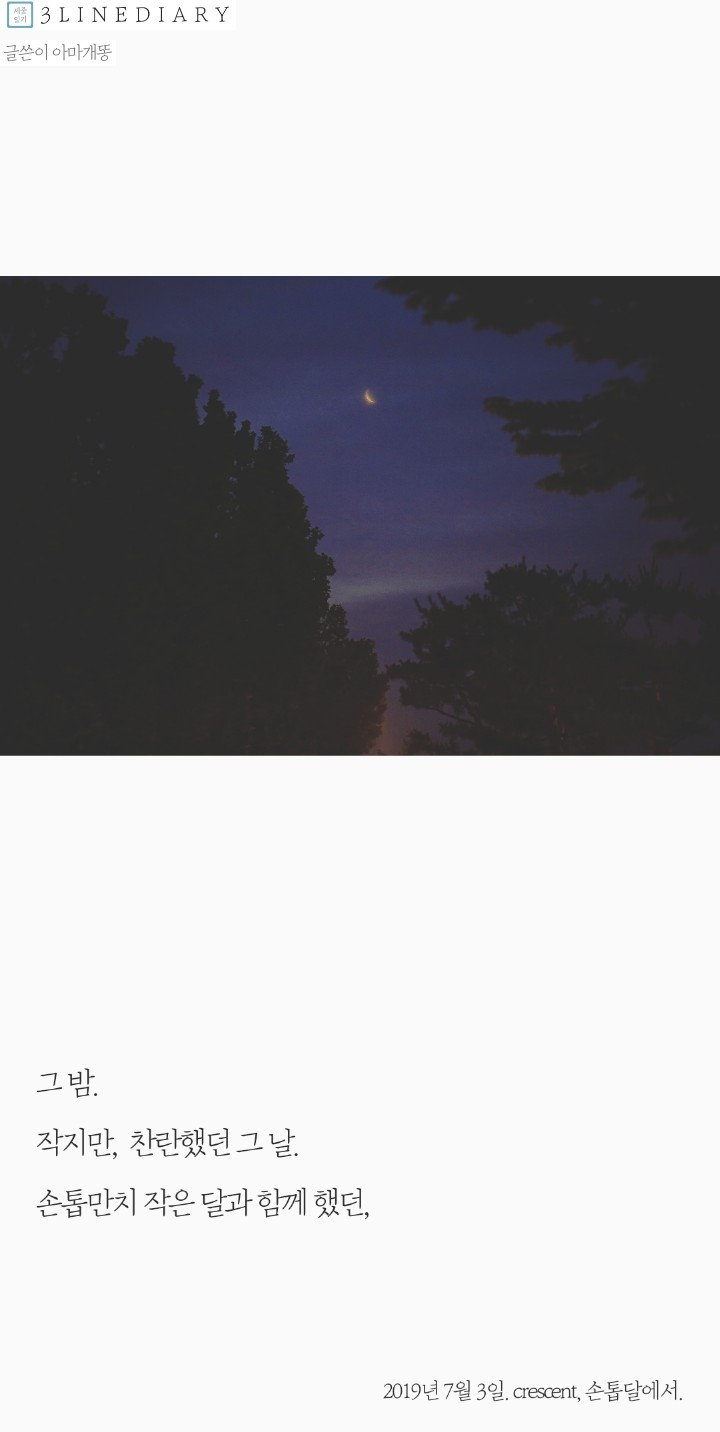 세줄
일기
3LINEDIARY
글쓴이 아마개똥
그 밤.
작지만, 찬란했던 그 날.
손톱만치 작은 달과 함께 했던,
2019년 7월 3일. crescent, 손톱달에서.